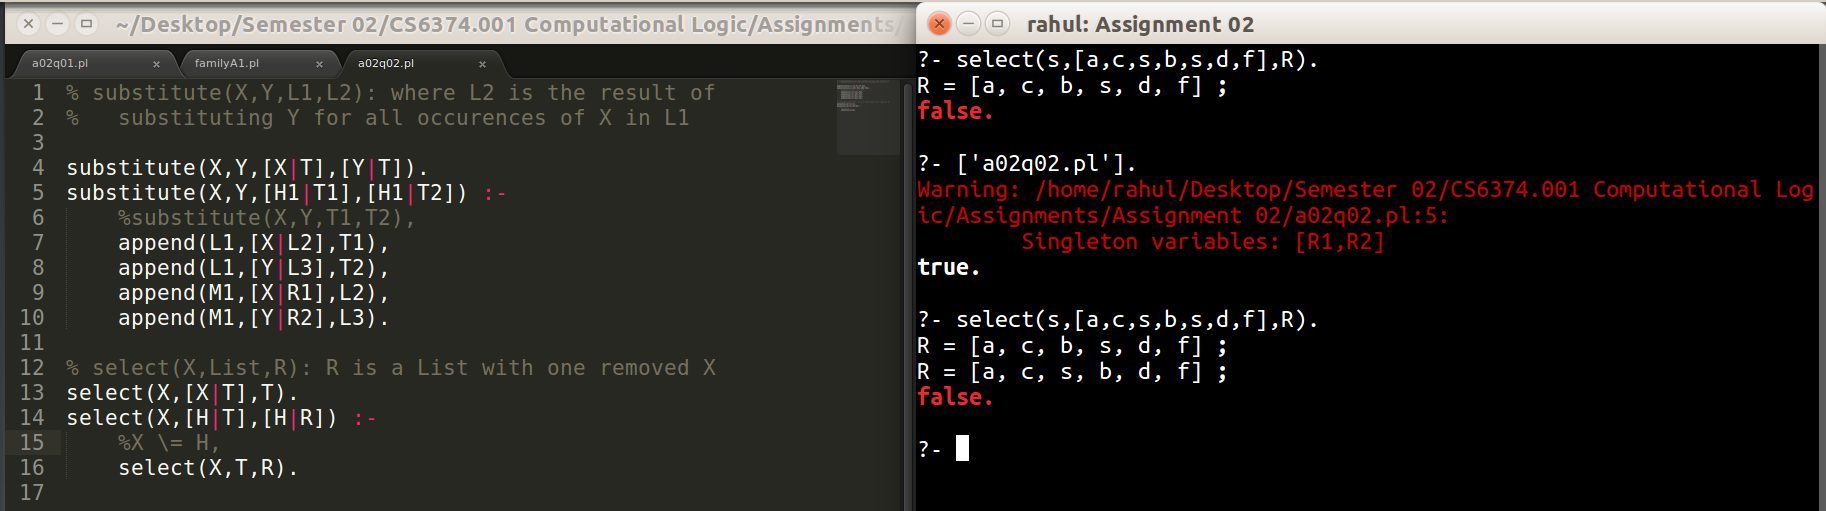 ~/Desktop/Semester 02/CS6374.001 Computational Logic/Assignments/
a02q01.pl × familyA1.pl × a02q02.pl ×
1 % substitute(X,Y,L1,L2): where L2 is the result of
2 %   substituting Y for all occurences of X in L1
3
4 substitute(X,Y,[X|T],[Y|T]).
5 substitute(X,Y,[H1|T1],[H1|T2]) :-
6     %substitute(X,Y,T1,T2),
7     append(L1,[X|L2],T1),
8     append(L1,[Y|L3],T2),
9     append(M1,[X|R1],L2),
10     append(M1,[Y|R2],L3).
11
12 % select(X,List,R): R is a List with one removed X
13 select(X,[X|T],T).
14 select(X,[H|T],[H|R]) :-
15     %X \= H,
16     select(X,T,R).
17
rahul: Assignment 02
?- select(s,[a,c,s,b,s,d,f],R).
R = [a, c, b, s, d, f] ;
false.
?- ['a02q02.pl'].
Warning: /home/rahul/Desktop/Semester 02/CS6374.001 Computational Log
ic/Assignments/Assignment 02/a02q02.pl:5:
        Singleton variables: [R1,R2]
true.
?- select(s,[a,c,s,b,s,d,f],R).
R = [a, c, b, s, d, f] ;
R = [a, c, s, b, d, f] ;
false.
?-